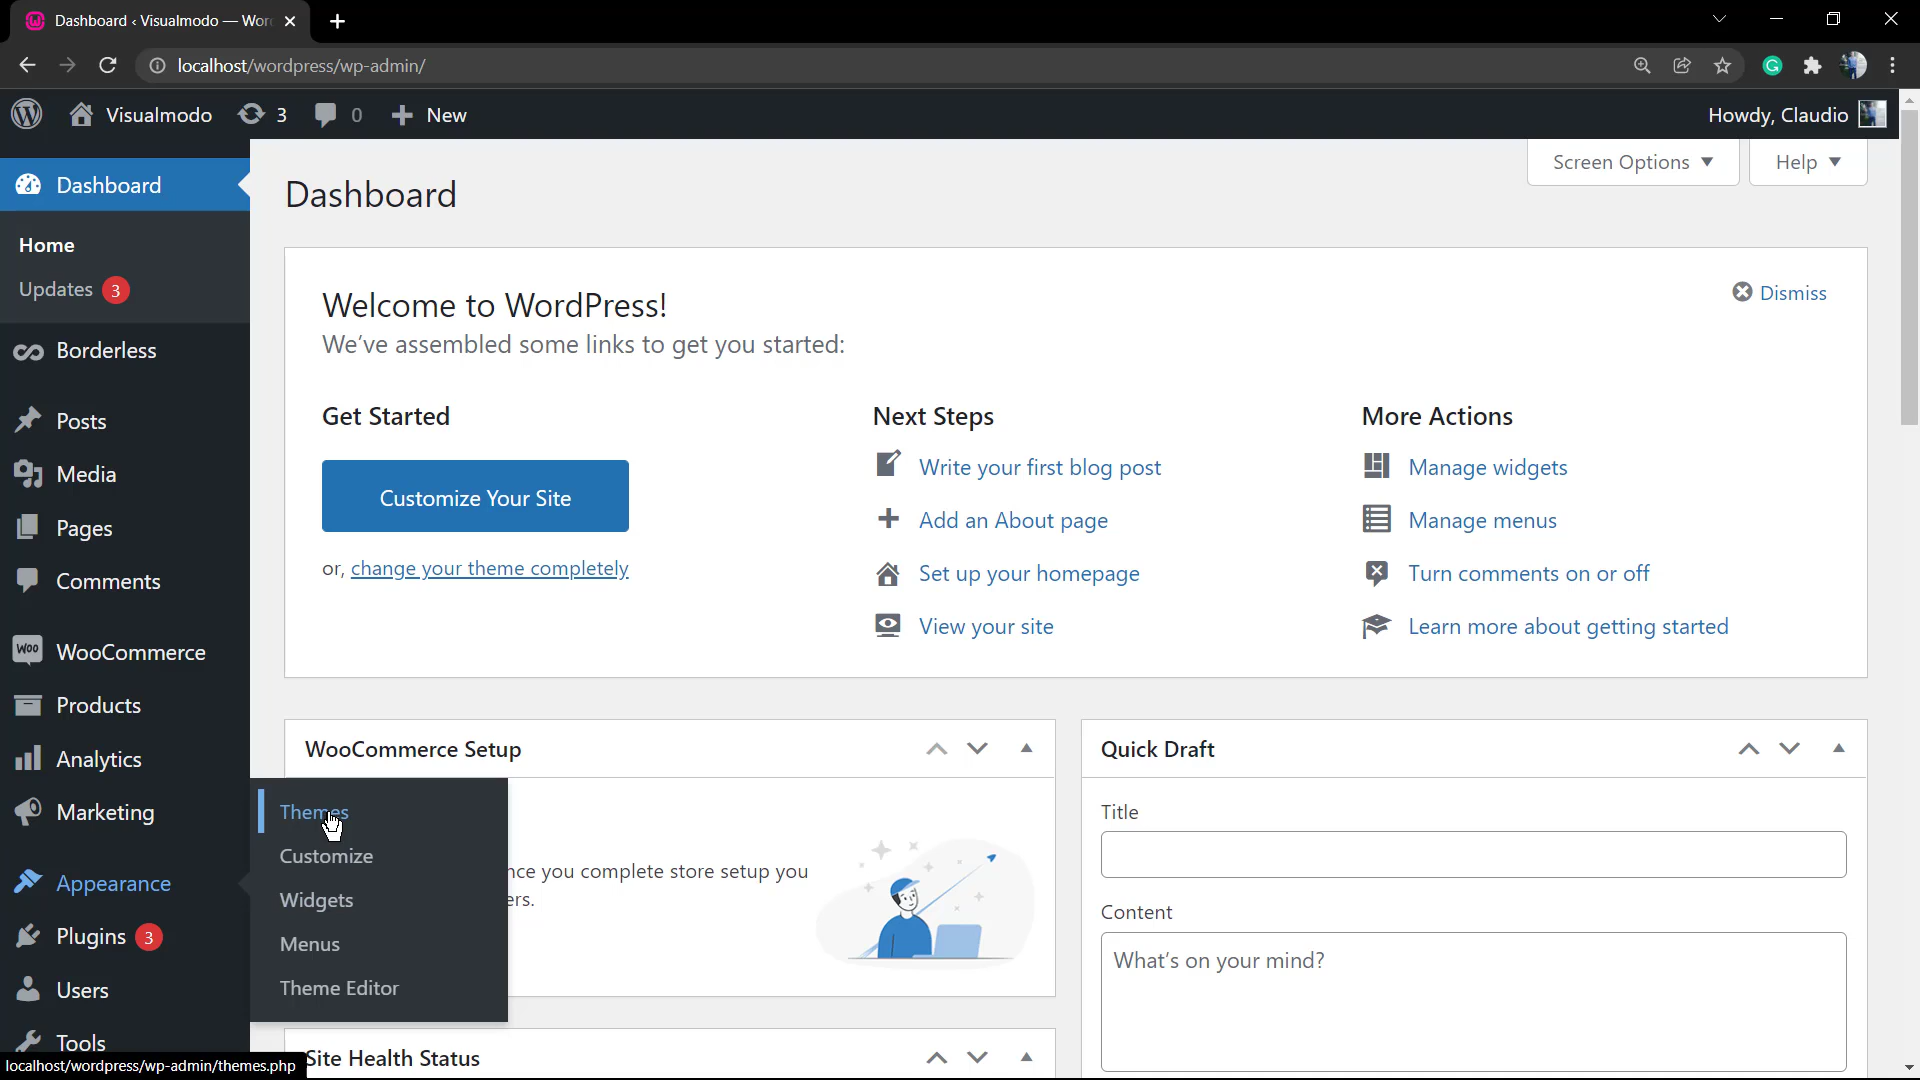 Dashboard ‹ Visualmodo — Wor
localhost/wordpress/wp-admin/
Visualmodo 3 0 New
Howdy, Claudio
Screen Options
Help
Dashboard
Home
Updates 3
Borderless
Posts
Media
Pages
Comments
WooCommerce
Products
Analytics
Marketing
Appearance
Plugins 3
Users
Tools
Themes
Customize
Widgets
Menus
Theme Editor
Dashboard
Welcome to WordPress!
We've assembled some links to get you started:
Dismiss
Get Started
Customize Your Site
or, change your theme completely
Next Steps
Write your first blog post
Add an About page
Set up your homepage
View your site
More Actions
Manage widgets
Manage menus
Turn comments on or off
Learn more about getting started
WooCommerce Setup
you complete store setup you
Quick Draft
Title
Content
What's on your mind?
Site Health Status
localhost/wordpress/wp-admin/themes.php